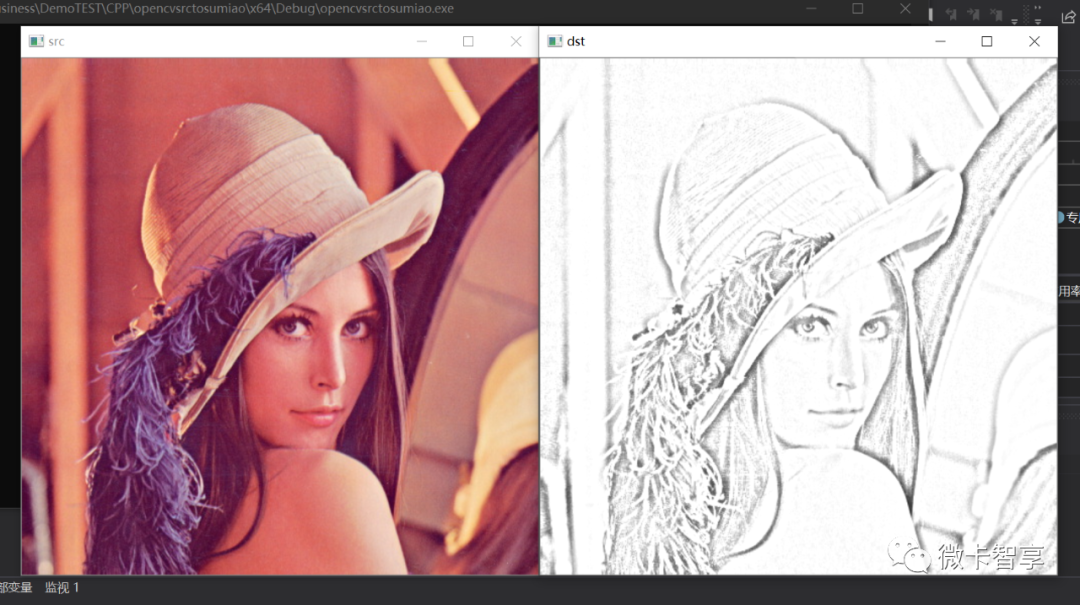 usiness\DemoTEST\CPP\opencvsrctosumiao\x64\Debug\opencvsrctosumiao.exe
src
dst
专
用率
微卡智享
部变量 监视 1